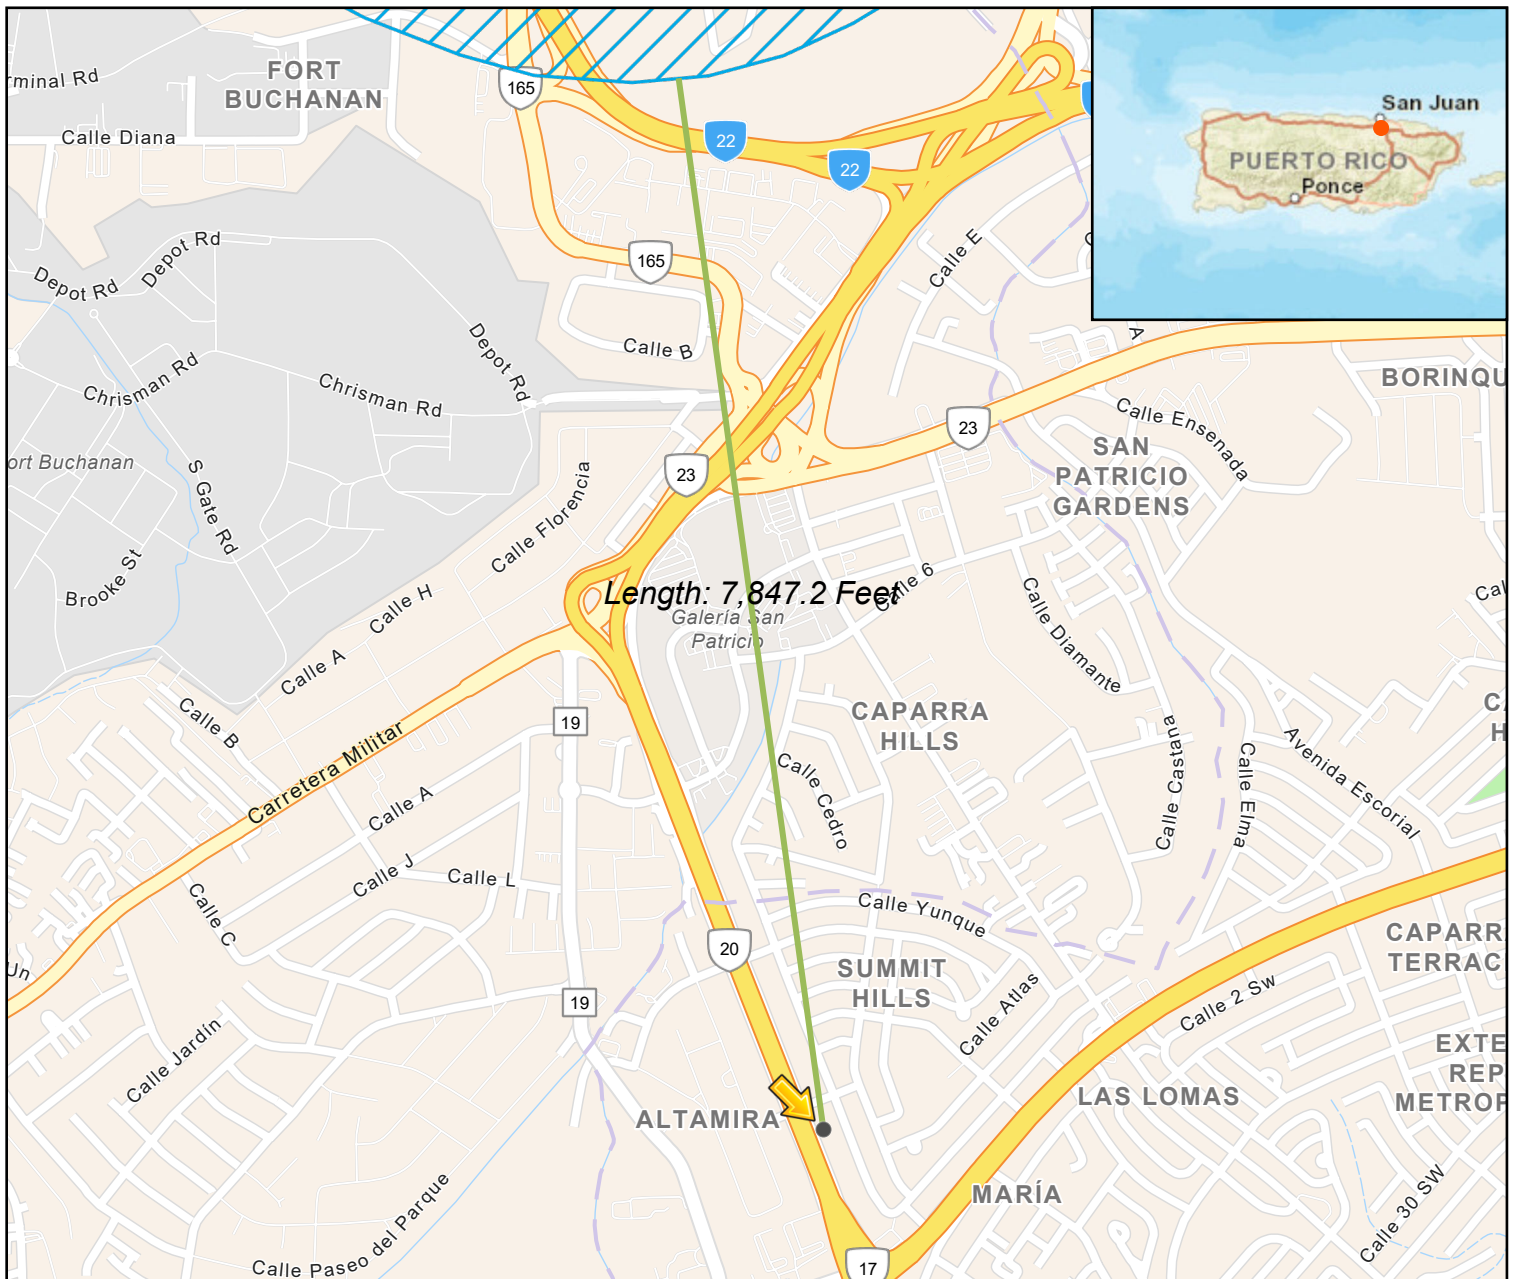 rminal Rd
FORT
BUCHANAN
165
Calle Diana
22
22
San Juan
PUERTO RICO
Ponce
Depot Rd
Depot Rd
165
Calle E
A
Calle B
Depot Rd
Chrisman Rd
Chrisman Rd
BORINQU
Calle Ensenada
23
SAN
PATRICIO
GARDENS
ort Buchanan
S Gate Rd
23
Calle Florencia
Brooke St
Calle H
Length: 7,847.2 Feet
Calle 6
Galería San
Patricio
Calle Diamante
Cal
Calle A
Calle B
19
CAPARRA
HILLS
C
H
Carretera Militar
Calle Castana
Calle Elma
Avenida Escorial
Calle Cedro
Calle A
Calle J
Calle L
Calle C
Calle Yunque
20
CAPARR
TERRAC
Un
SUMMIT
HILLS
19
Calle Atlas
Calle 2 Sw
Calle Jardín
EXTE
REP
METROP
LAS LOMAS
ALTAMIRA
MARÍA
Calle Paseo del Parque
Calle 30 SW
17